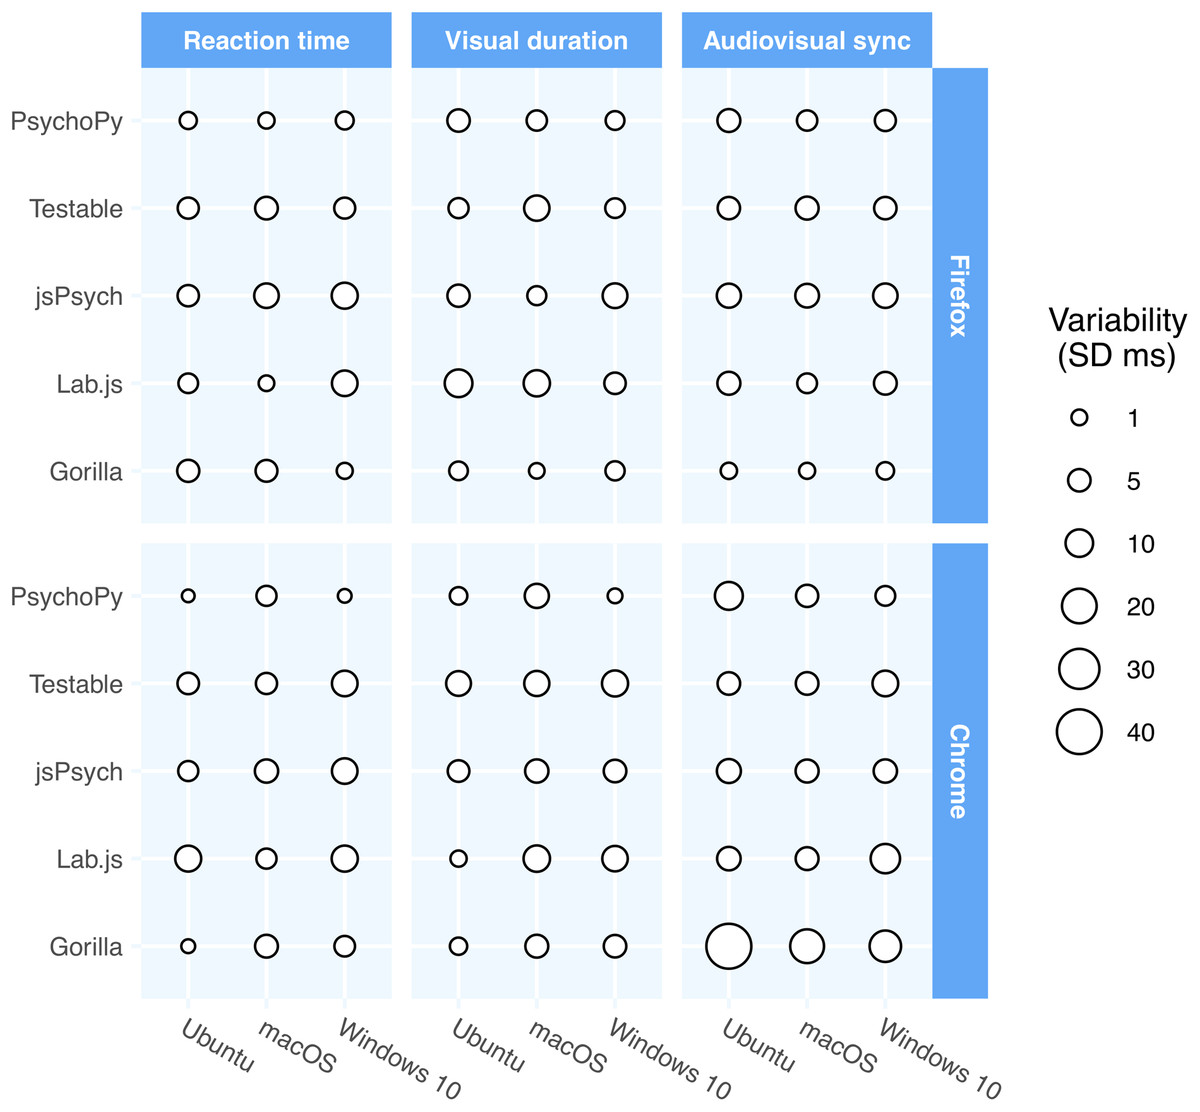 Reaction time
Visual duration
Audiovisual sync
PsychoPy
Testable
jsPsych
Lab.js
Gorilla
Firefox
PsychoPy
Testable
jsPsych
Lab.js
Gorilla
Chrome
Ubuntu
macOS
Windows 10
Ubuntu
macOS
Windows 10
Ubuntu
macOS
Windows 10
Variability
(SD ms)
1
5
10
20
30
40